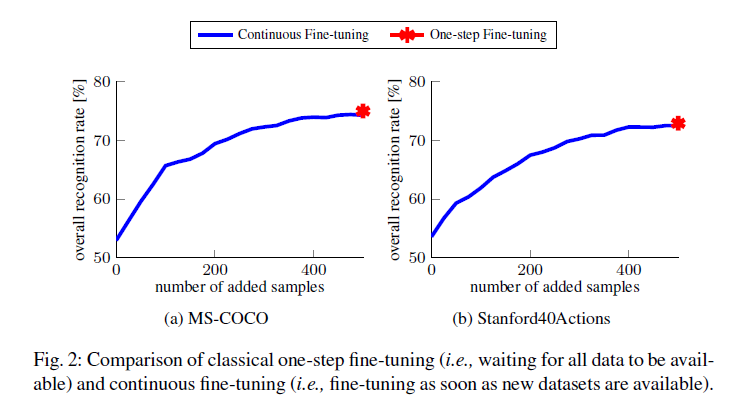 Continuous Fine-tuning One-step Fine-tuning
overall recognition rate [%]
80
70
60
50
0 200 400
number of added samples
(a) MS-COCO
overall recognition rate [%]
80
70
60
50
0 200 400
number of added samples
(b) Stanford40Actions
Fig. 2: Comparison of classical one-step fine-tuning (i.e., waiting for all data to be avail-
able) and continuous fine-tuning (i.e., fine-tuning as soon as new datasets are available).